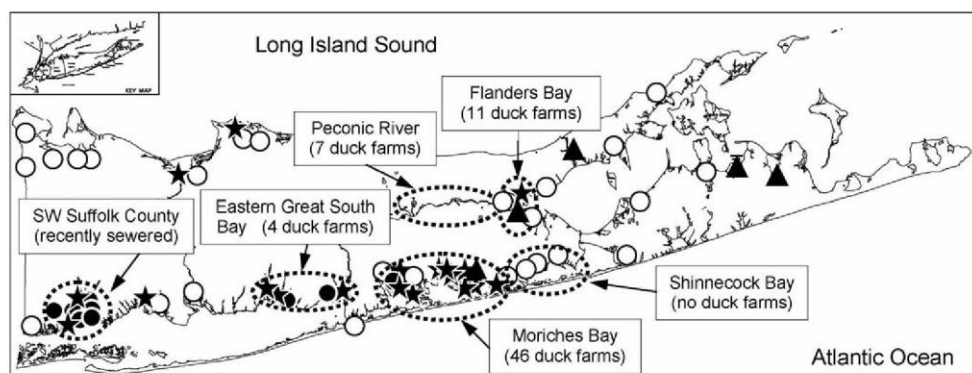 Long Island Sound
KEY MAP
Flanders Bay
(11 duck farms)
Peconic River
(7 duck farms)
SW Suffolk County
(recently sewered)
Eastern Great South
Bay (4 duck farms)
Shinnecock Bay
(no duck farms)
Moriches Bay
(46 duck farms)
Atlantic Ocean